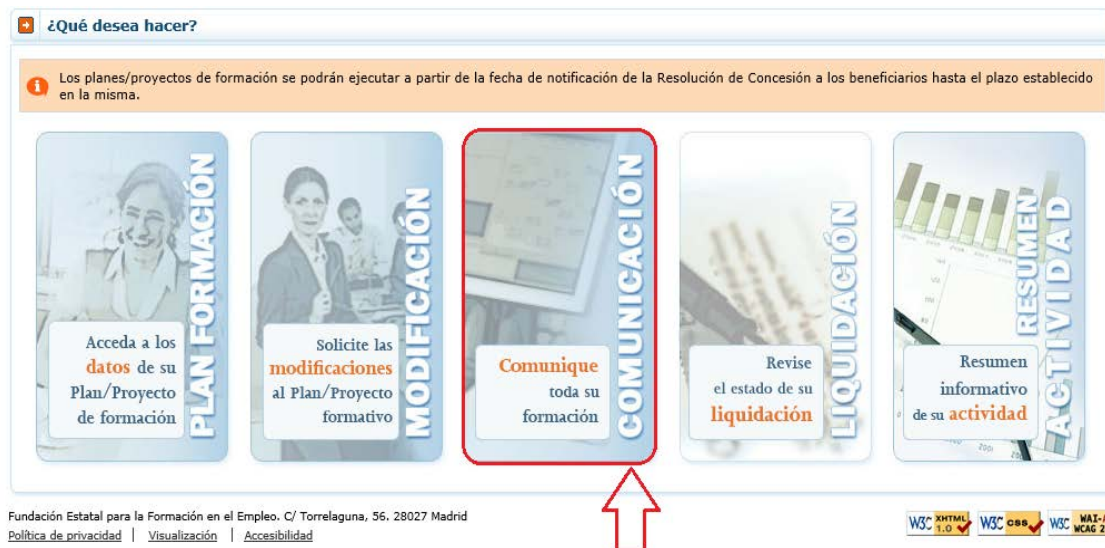 ¿Qué desea hacer?
Los planes/proyectos de formación se podrán ejecutar a partir de la fecha de notificación de la Resolución de Concesión a los beneficiarios hasta el plazo establecido
en la misma.
PLAN FORMACIÓN
Acceda a los
datos de su
Plan/Proyecto
de formación
MODIFICACIÓN
Solicite las
modificaciones
al Plan/Proyecto
formativo
COMUNICACIÓN
Comunique
toda su
formación
LIQUIDACIÓN
Revise
el estado de su
liquidación
RESUMEN
ACTIVIDAD
Resumen
informativo
de su actividad
Fundación Estatal para la Formación en el Empleo. C/ Torrelaguna, 56. 28027 Madrid
Política de privacidad | Visualización | Accesibilidad
W3C XHTML 1.0
W3C css
W3C WAI-A
WCAG 2